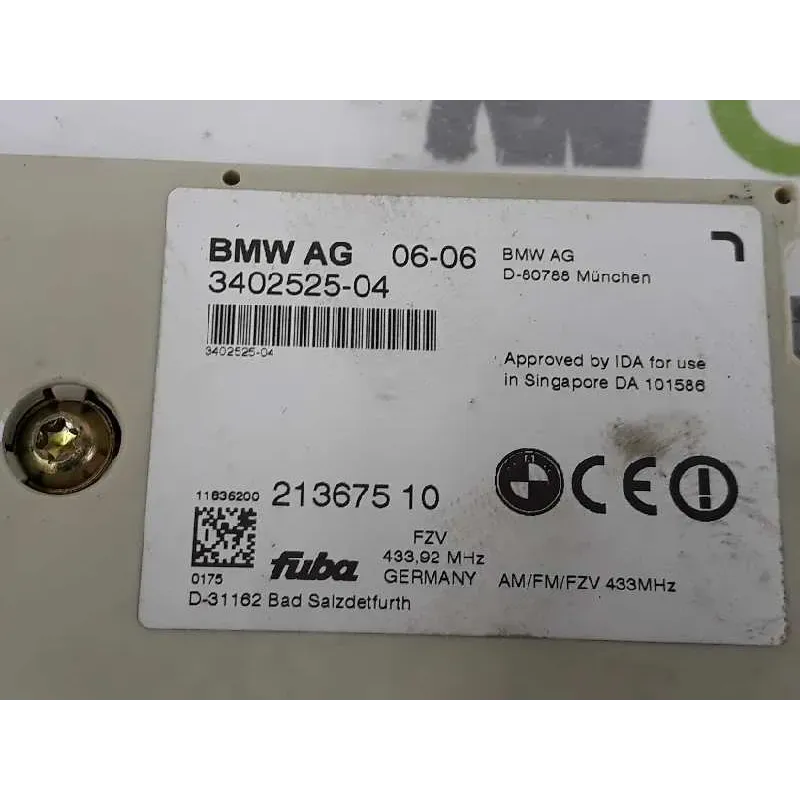 BMW AG 06-06
3402525-04
3402525-04
BMW AG
D-80788 München
Approved by IDA for use
in Singapore DA 101586
CE
11636200 213675 10
0175
fuba
FZV
433,92 MHz
GERMANY
AM/FM/FZV 433MHz
D-31162 Bad Salzdetfurth